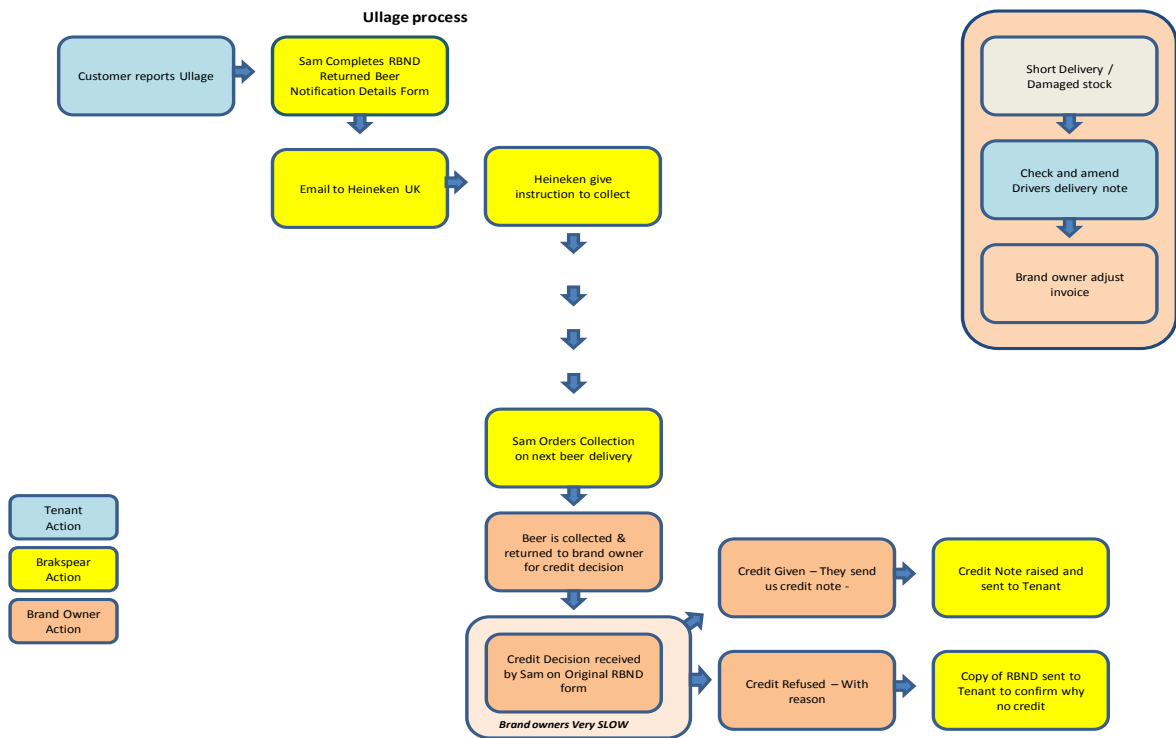 Ullage process
Customer reports Ullage
Sam Completes RBND
Returned Beer
Notification Details Form
Email to Heineken UK
Heineken give
instruction to collect
Short Delivery /
Damaged stock
Check and amend
Drivers delivery note
Brand owner adjust
invoice
Sam Orders Collection
on next beer delivery
Tenant
Action
Brakspear
Action
Brand Owner
Action
Beer is collected &
returned to brand owner
for credit decision
Credit Given – They send
us credit note -
Credit Note raised and
sent to Tenant
Credit Decision received
by Sam on Original RBND
form
Brand owners Very SLOW
Credit Refused – With
reason
Copy of RBND sent to
Tenant to confirm why
no credit